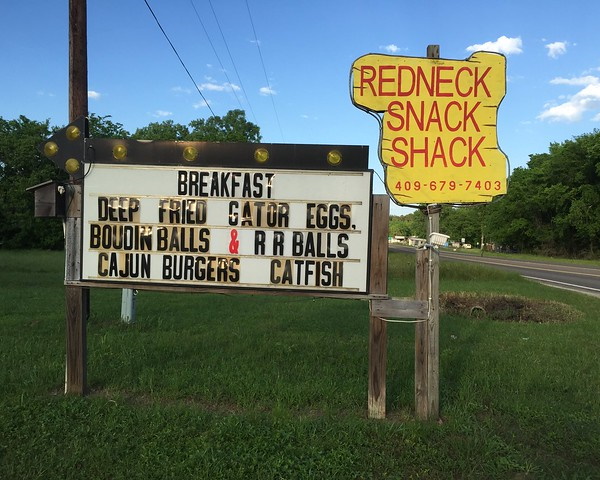 BREAKFAST
DEEP FRIED GATOR EGGS,
BOUDIN BALLS & R R BALLS
CAJUN BURGERS CATFISH
REDNECK
SNACK
SHACK
409-679-7403